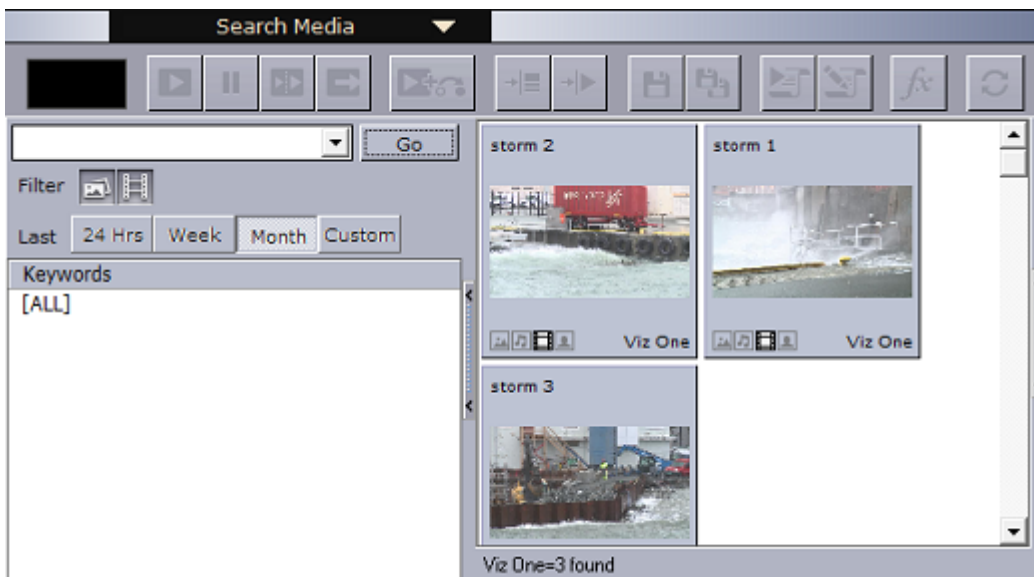 Search Media
fx
Go
Filter
Last 24 Hrs Week Month Custom
Keywords
[ALL]
storm 2
Viz One
storm 1
Viz One
storm 3
Viz One=3 found